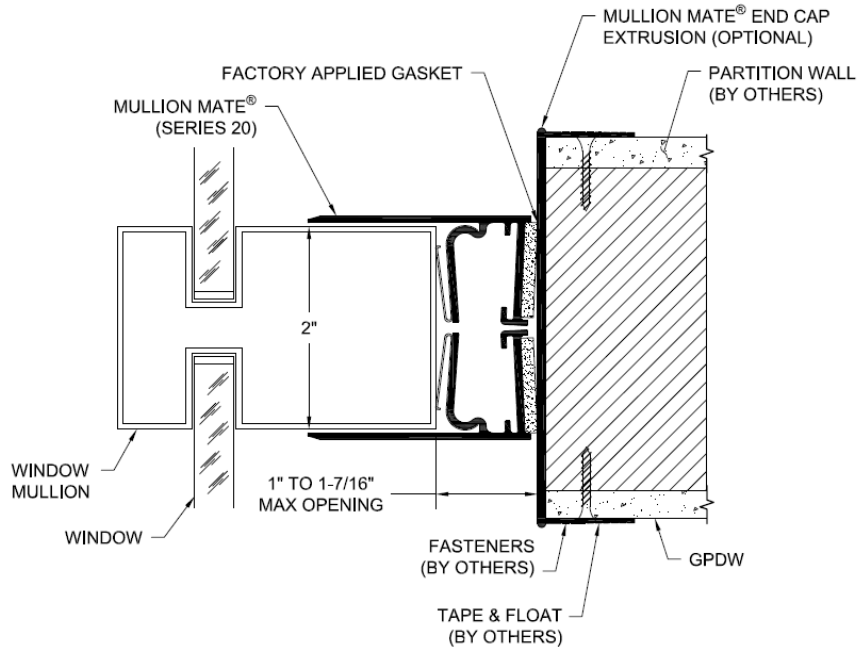 MULLION MATE® END CAP
EXTRUSION (OPTIONAL)
FACTORY APPLIED GASKET
PARTITION WALL
(BY OTHERS)
MULLION MATE®
(SERIES 20)
2"
WINDOW
MULLION
1" TO 1-7/16"
MAX OPENING
WINDOW
FASTENERS
(BY OTHERS)
GPDW
TAPE & FLOAT
(BY OTHERS)